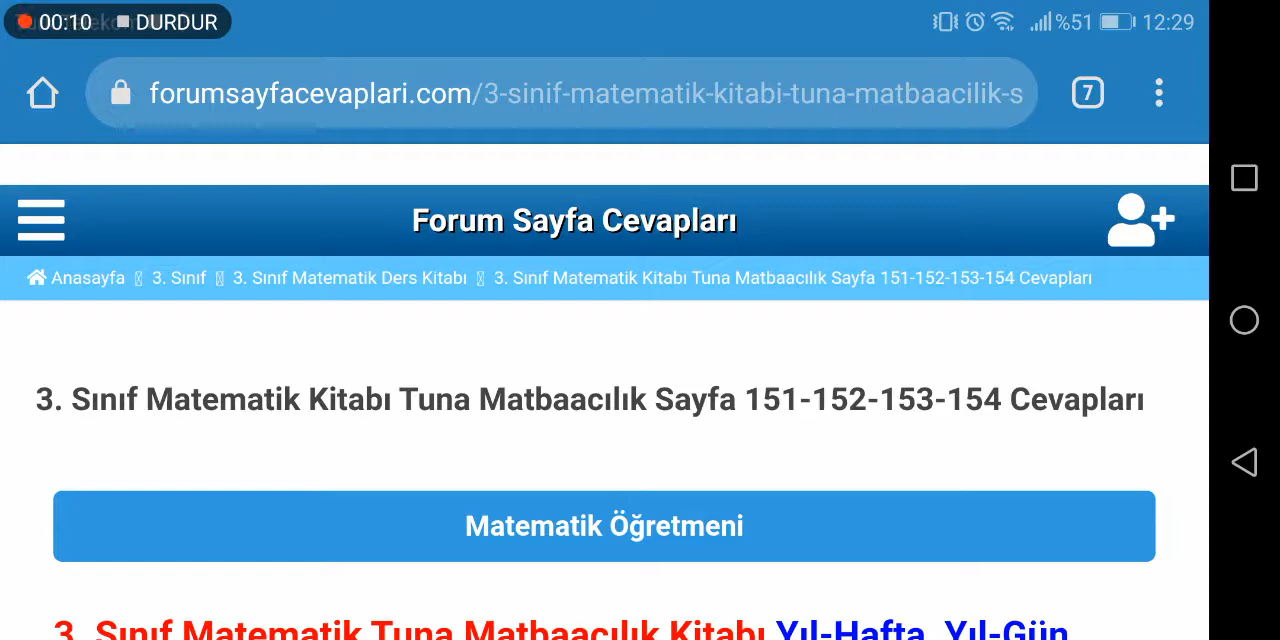 00:10 DURDUR %51 12:29
forumsayfacevaplari.com/3-sinif-matematik-kitabi-tuna-matbaacilik-s 7
Forum Sayfa Cevapları
Anasayfa 3. Sınıf 3. Sınıf Matematik Ders Kitabı 3. Sınıf Matematik Kitabı Tuna Matbaacılık Sayfa 151-152-153-154 Cevapları
3. Sınıf Matematik Kitabı Tuna Matbaacılık Sayfa 151-152-153-154 Cevapları
Matematik Öğretmeni
3. Sınıf Matematik Tuna Matbaacılık Kitabı Yıl-Hafta, Yıl-Gün